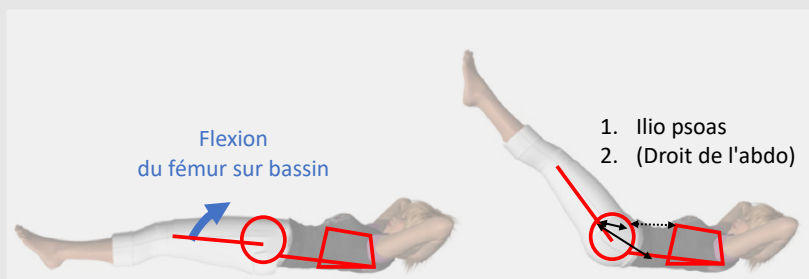 Flexion
du fémur sur bassin
1. Ilio psoas
2. (Droit de l'abdo)